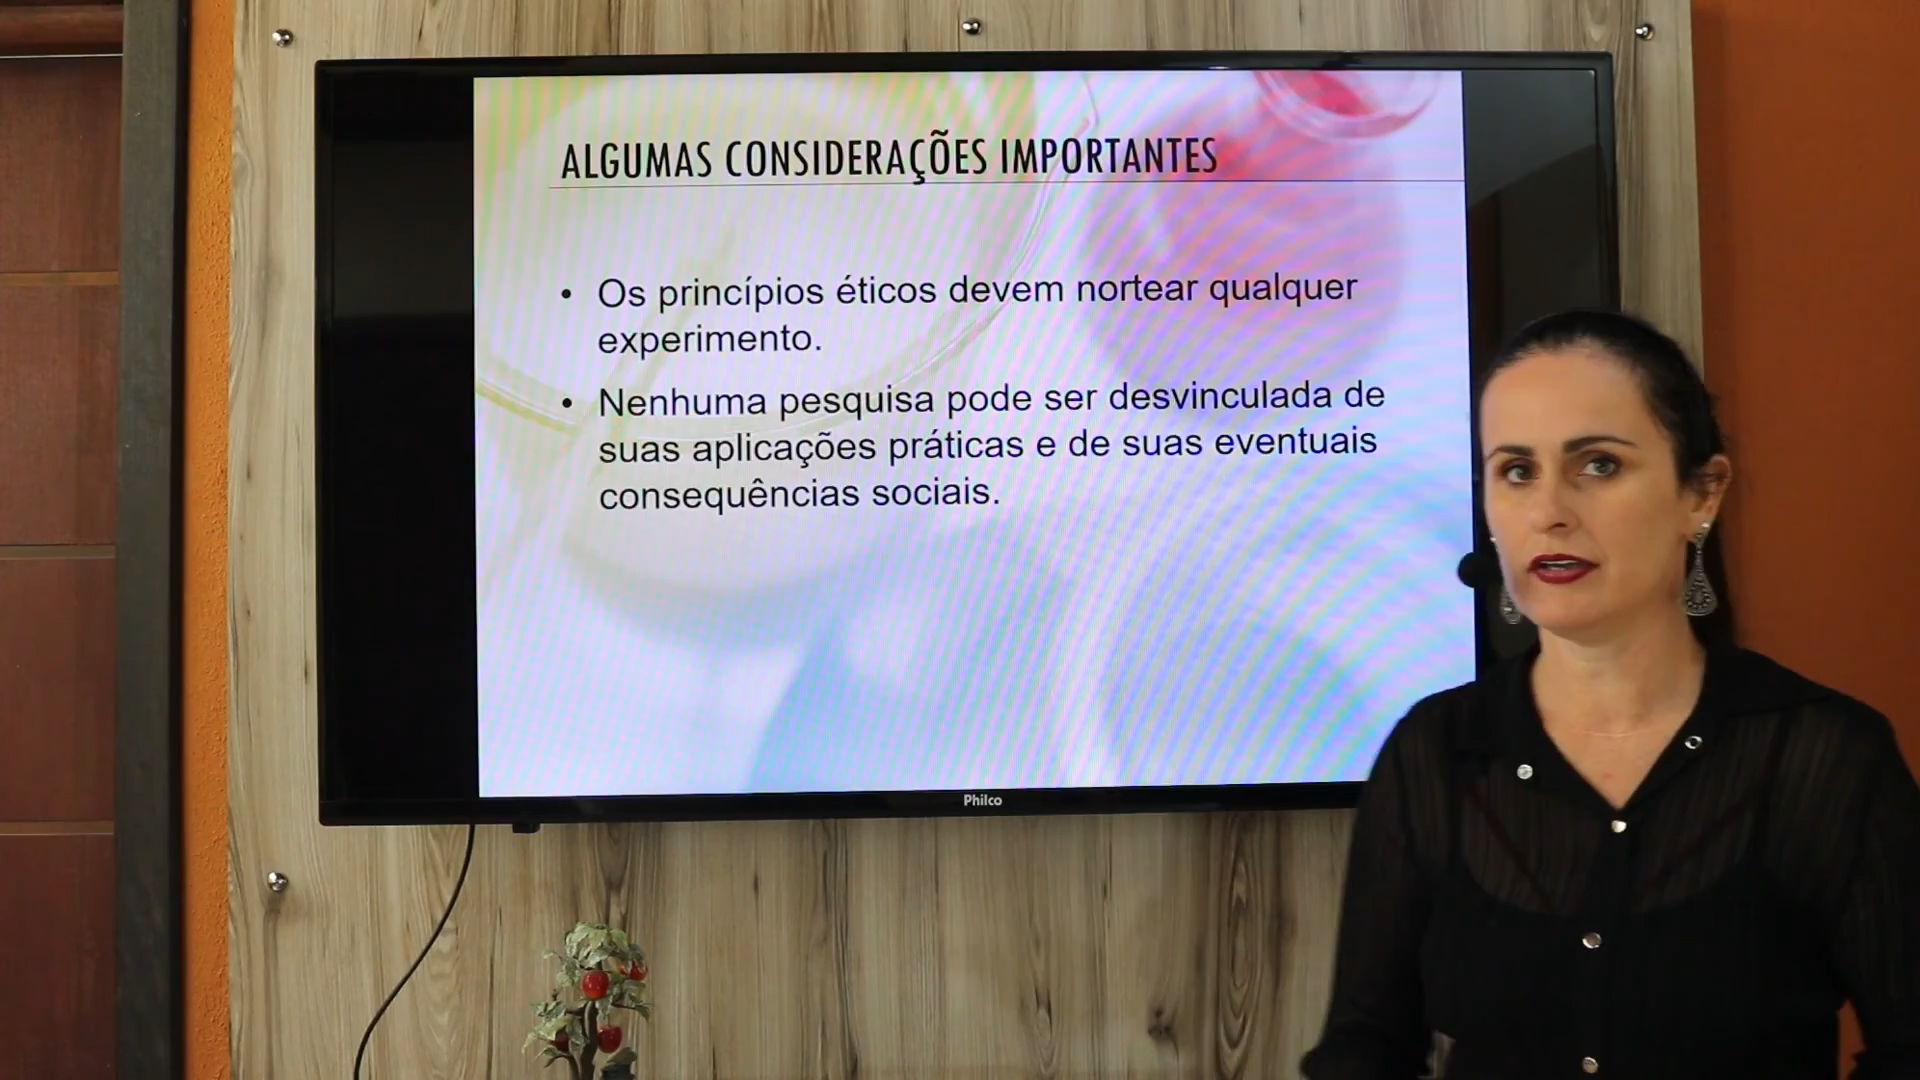 ALGUMAS CONSIDERAÇÕES IMPORTANTES
• Os princípios éticos devem nortear qualquer
experimento.
• Nenhuma pesquisa pode ser desvinculada de
suas aplicações práticas e de suas eventuais
consequências sociais.
Philco